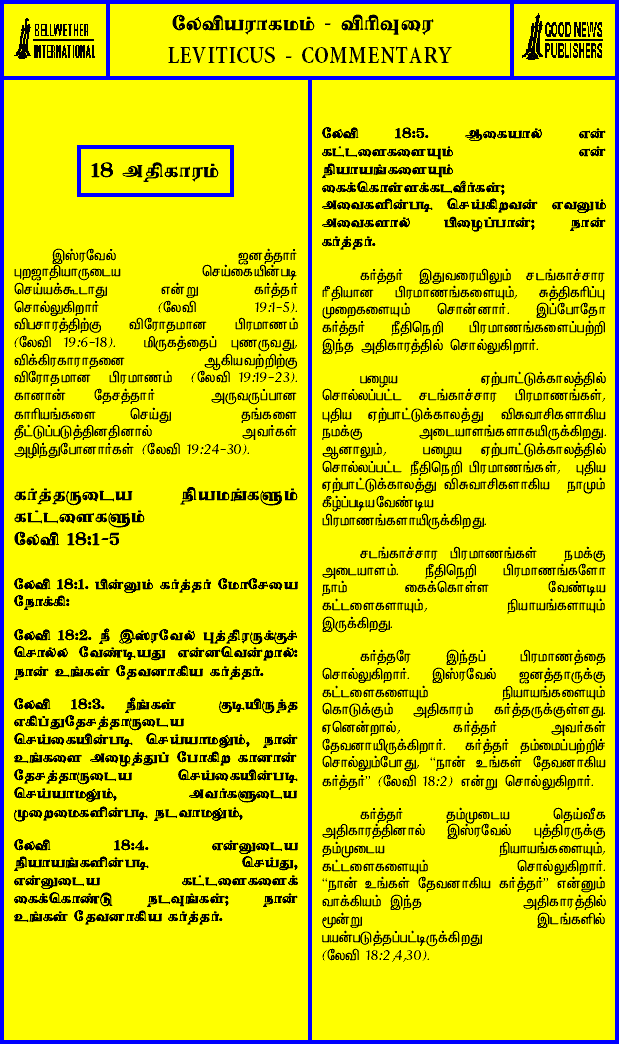 BELLWETHER
INTERNATIONAL
லேவியராகமம் - விரிவுரை
LEVITICUS - COMMENTARY
GOOD NEWS
PUBLISHERS
18 அதிகாரம்
இஸ்ரவேல் ஜனத்தார்
புறஜாதியாருடைய செய்கையின்படி
செய்யக்கூடாது என்று கர்த்தர்
சொல்லுகிறார் (லேவி 19:1-5).
விபசாரத்திற்கு விரோதமான பிரமாணம்
(லேவி 19:6-18). மிருகத்தைப் புணருவது,
விக்கிரகாராதனை ஆகியவற்றிற்கு
விரோதமான பிரமாணம் (லேவி 19:19-23).
கானான் தேசத்தார் அருவருப்பான
காரியங்களை செய்து தங்களை
தீட்டுப்படுத்தினதினால் அவர்கள்
அழிந்துபோனார்கள் (லேவி 19:24-30).
கர்த்தருடைய நியமங்களும்
கட்டளைகளும்
லேவி 18:1-5
லேவி 18:1. பின்னும் கர்த்தர் மோசேயை
நோக்கி:
லேவி 18:2. நீ இஸ்ரவேல் புத்திரருக்குச்
சொல்ல வேண்டியது என்னவென்றால்:
நான் உங்கள் தேவனாகிய கர்த்தர்.
லேவி 18:3. நீங்கள் குடியிருந்த
எகிப்துதேசத்தாருடைய
செய்கையின்படி செய்யாமலும், நான்
உங்களை அழைத்துப் போகிற கானான்
தேசத்தாருடைய செய்கையின்படி
செய்யாமலும், அவர்களுடைய
முறைமைகளின்படி நடவாமலும்,
லேவி 18:4. என்னுடைய
நியாயங்களின்படி செய்து,
என்னுடைய கட்டளைகளைக்
கைக்கொண்டு நடவுங்கள்; நான்
உங்கள் தேவனாகிய கர்த்தர்.
லேவி 18:5. ஆகையால் என்
கட்டளைகளையும் என்
நியாயங்களையும்
கைக்கொள்ளக்கடவீர்கள்;
அவைகளின்படி செய்கிறவன் எவனும்
அவைகளால் பிழைப்பான்; நான்
கர்த்தர்.
கர்த்தர் இதுவரையிலும் சடங்காச்சார
ரீதியான பிரமாணங்களையும், சுத்திகரிப்பு
முறைகளையும் சொன்னார். இப்போதோ
கர்த்தர் நீதிநெறி பிரமாணங்களைப்பற்றி
இந்த அதிகாரத்தில் சொல்லுகிறார்.
பழைய ஏற்பாட்டுக்காலத்தில்
சொல்லப்பட்ட சடங்காச்சார பிரமாணங்கள்,
புதிய ஏற்பாட்டுக்காலத்து விசுவாசிகளாகிய
நமக்கு அடையாளங்களாகயிருக்கிறது.
ஆனாலும், பழைய ஏற்பாட்டுக்காலத்தில்
சொல்லப்பட்ட நீதிநெறி பிரமாணங்கள், புதிய
ஏற்பாட்டுக்காலத்து விசுவாசிகளாகிய நாமும்
கீழ்ப்படியவேண்டிய
பிரமாணங்களாயிருக்கிறது.
சடங்காச்சார பிரமாணங்கள் நமக்கு
அடையாளம். நீதிநெறி பிரமாணங்களோ
நாம் கைக்கொள்ள வேண்டிய
கட்டளைகளாயும், நியாயங்களாயும்
இருக்கிறது.
கர்த்தரே இந்தப் பிரமாணத்தை
சொல்லுகிறார். இஸ்ரவேல் ஜனத்தாருக்கு
கட்டளைகளையும் நியாயங்களையும்
கொடுக்கும் அதிகாரம் கர்த்தருக்குள்ளது.
ஏனென்றால், கர்த்தர் அவர்கள்
தேவனாயிருக்கிறார். கர்த்தர் தம்மைப்பற்றிச்
சொல்லும்போது, “நான் உங்கள் தேவனாகிய
கர்த்தர்” (லேவி 18:2) என்று சொல்லுகிறார்.
கர்த்தர் தம்முடைய தெய்வீக
அதிகாரத்தினால் இஸ்ரவேல் புத்திரருக்கு
தம்முடைய நியாயங்களையும்,
கட்டளைகளையும் சொல்லுகிறார்.
“நான் உங்கள் தேவனாகிய கர்த்தர்” என்னும்
வாக்கியம் இந்த அதிகாரத்தில்
மூன்று இடங்களில்
பயன்படுத்தப்பட்டிருக்கிறது
(லேவி 18:2,4,30).